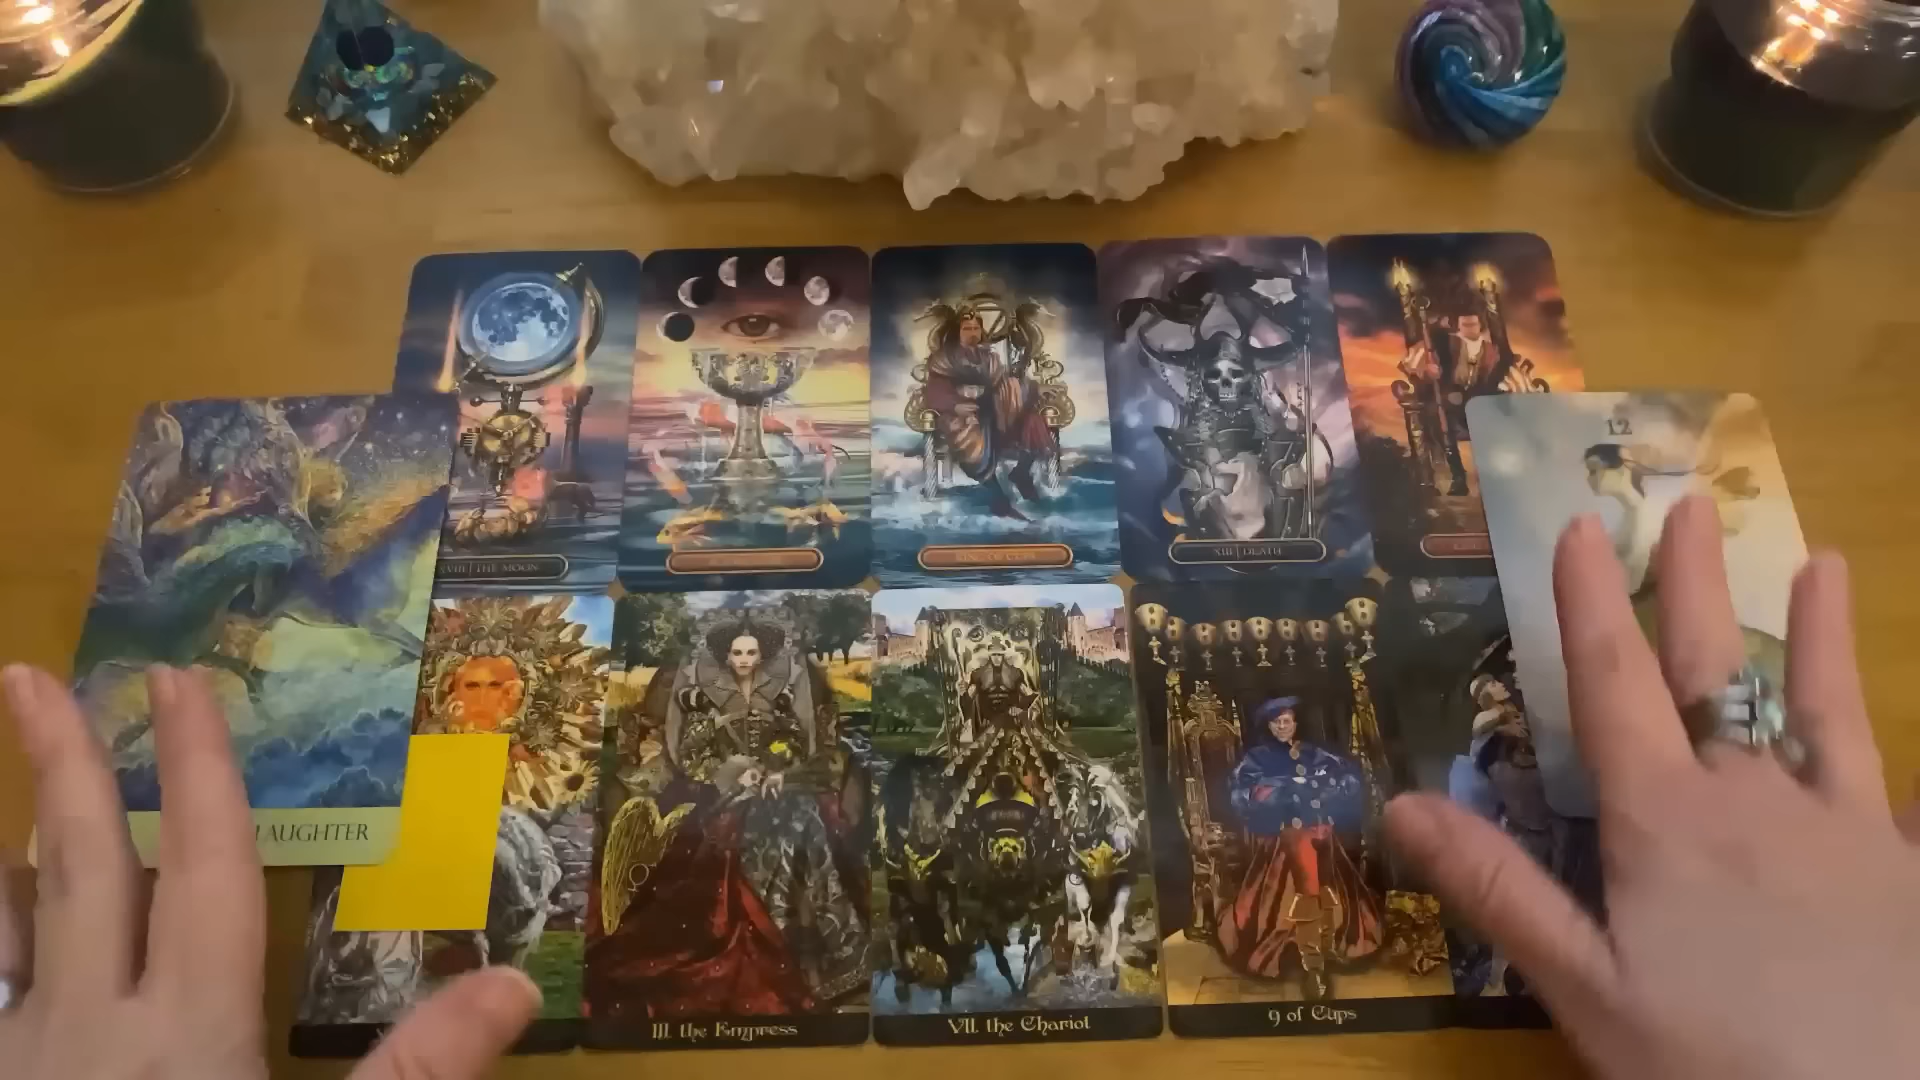 12
XVIII | THE MOON
KING OF CUPS
XIII | DEATH
LAUGHTER
III. the Empress
VII. the Chariot
9 of Cups